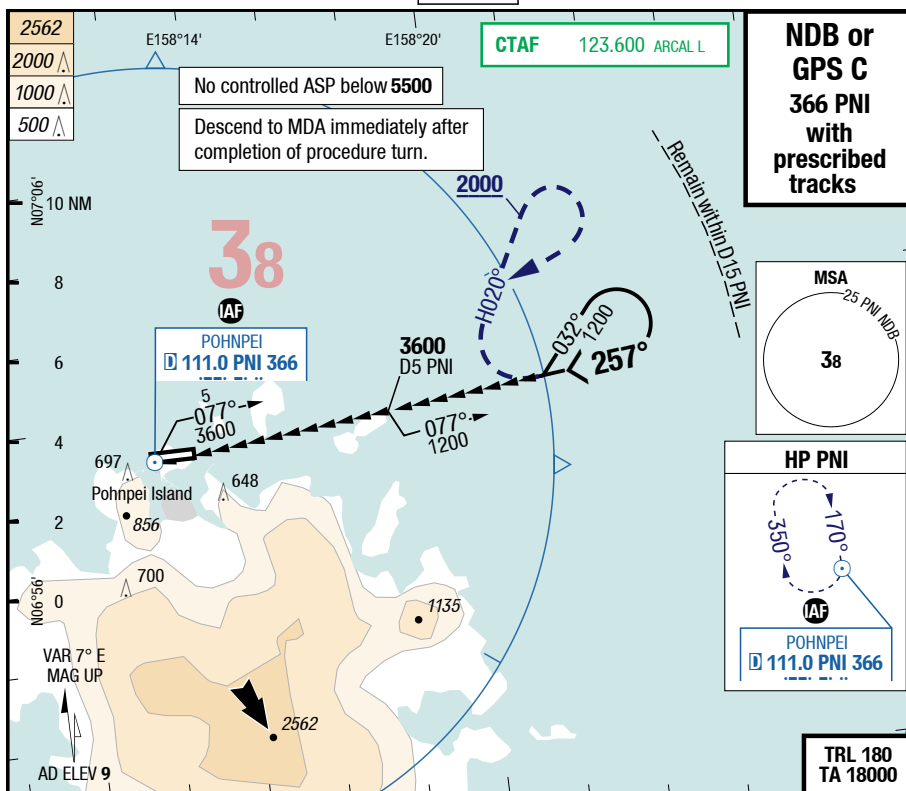 2562
2000
1000
500
E158°14'
E158°20'
CTAF 123.600 ARCAL L
NDB or
GPS C
366 PNI
with
prescribed
tracks
No controlled ASP below 5500
Descend to MDA immediately after
completion of procedure turn.
N07°06'
10 NM
8
6
4
2
0
N06°56'
38
IAF
POHNPEI
D 111.0 PNI 366
2000
H020°
Remain within D15 PNI
032°
1200
257°
3600
D5 PNI
077°
1200
5
077°
3600
MSA
25 PNI NDB
38
697
Pohnpei Island
856
648
700
1135
2562
HP PNI
350°
170°
IAF
POHNPEI
D 111.0 PNI 366
VAR 7° E
MAG UP
AD ELEV 9
TRL 180
TA 18000